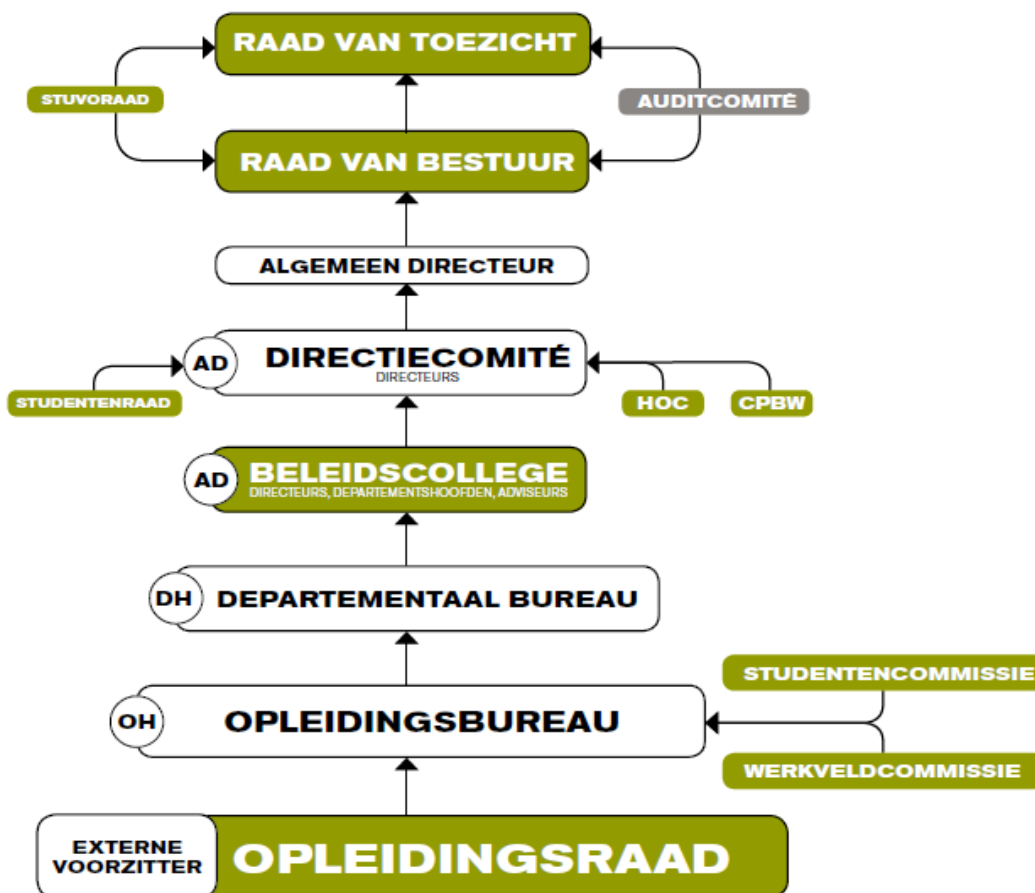 RAAD VAN TOEZICHT
STUVORAAD
AUDITCOMITÉ
RAAD VAN BESTUUR
ALGEMEEN DIRECTEUR
AD
DIRECTIECOMITÉ
DIRECTEURS
STUDENTENRAAD
HOC
CPBW
AD
BELEIDSCOLLEGE
DIRECTEURS, DEPARTEMENTSHOOFDEN, ADVISEURS
DH
DEPARTEMENTAAL BUREAU
STUDENTENCOMMISSIE
OH
OPLEIDINGSBUREAU
WERKVELDCOMMISSIE
EXTERNE
VOORZITTER
OPLEIDINGSRAAD